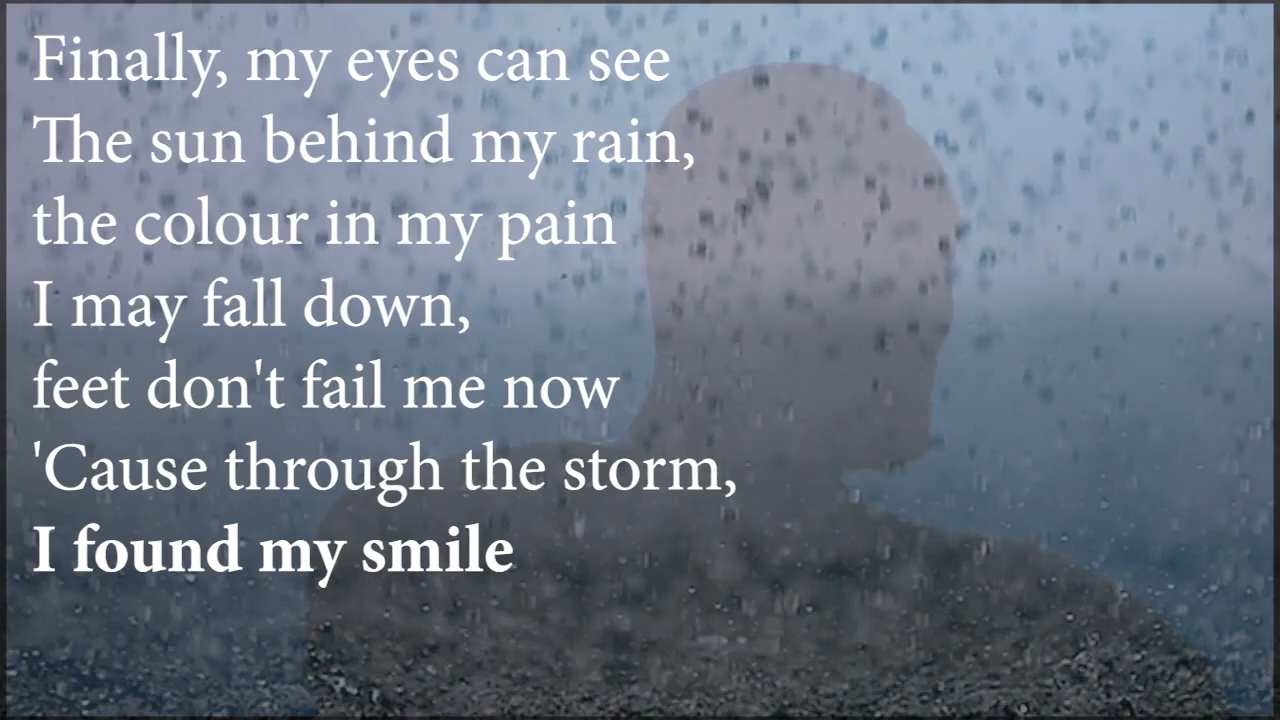 Finally, my eyes can see
The sun behind my rain,
the colour in my pain
I may fall down,
feet don't fail me now
'Cause through the storm,
I found my smile